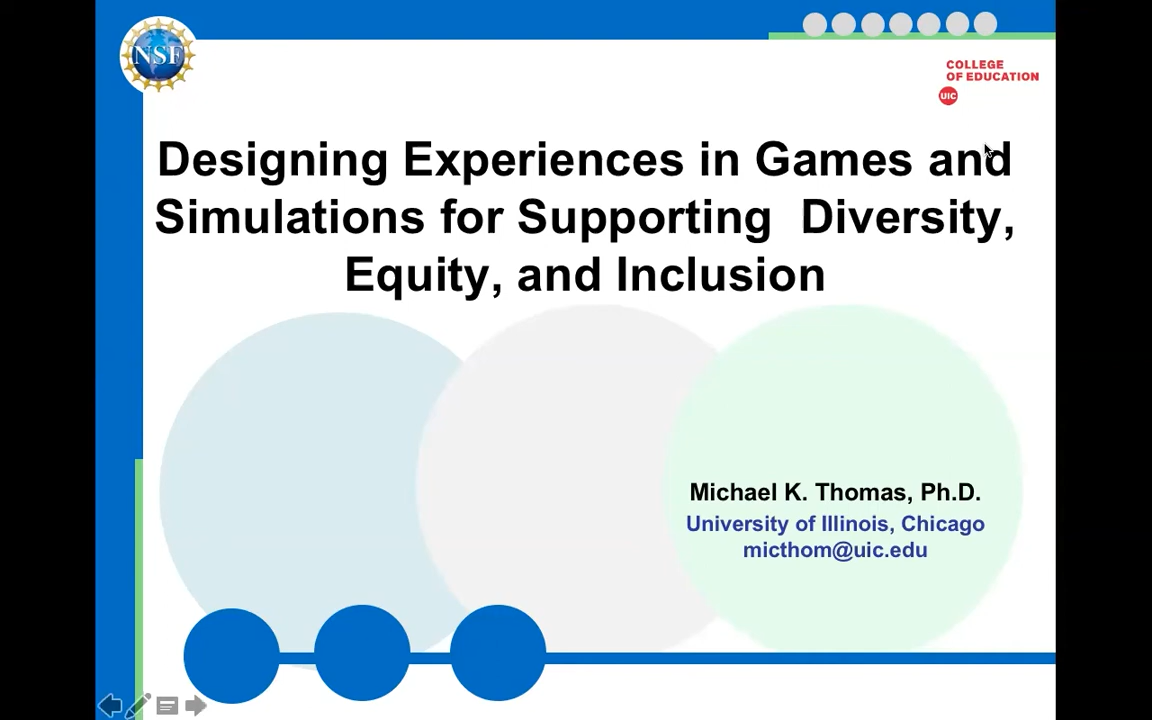 NSF
COLLEGE
OF EDUCATION
UIC
Designing Experiences in Games and
Simulations for Supporting  Diversity,
Equity, and Inclusion
Michael K. Thomas, Ph.D.
University of Illinois, Chicago
micthom@uic.edu